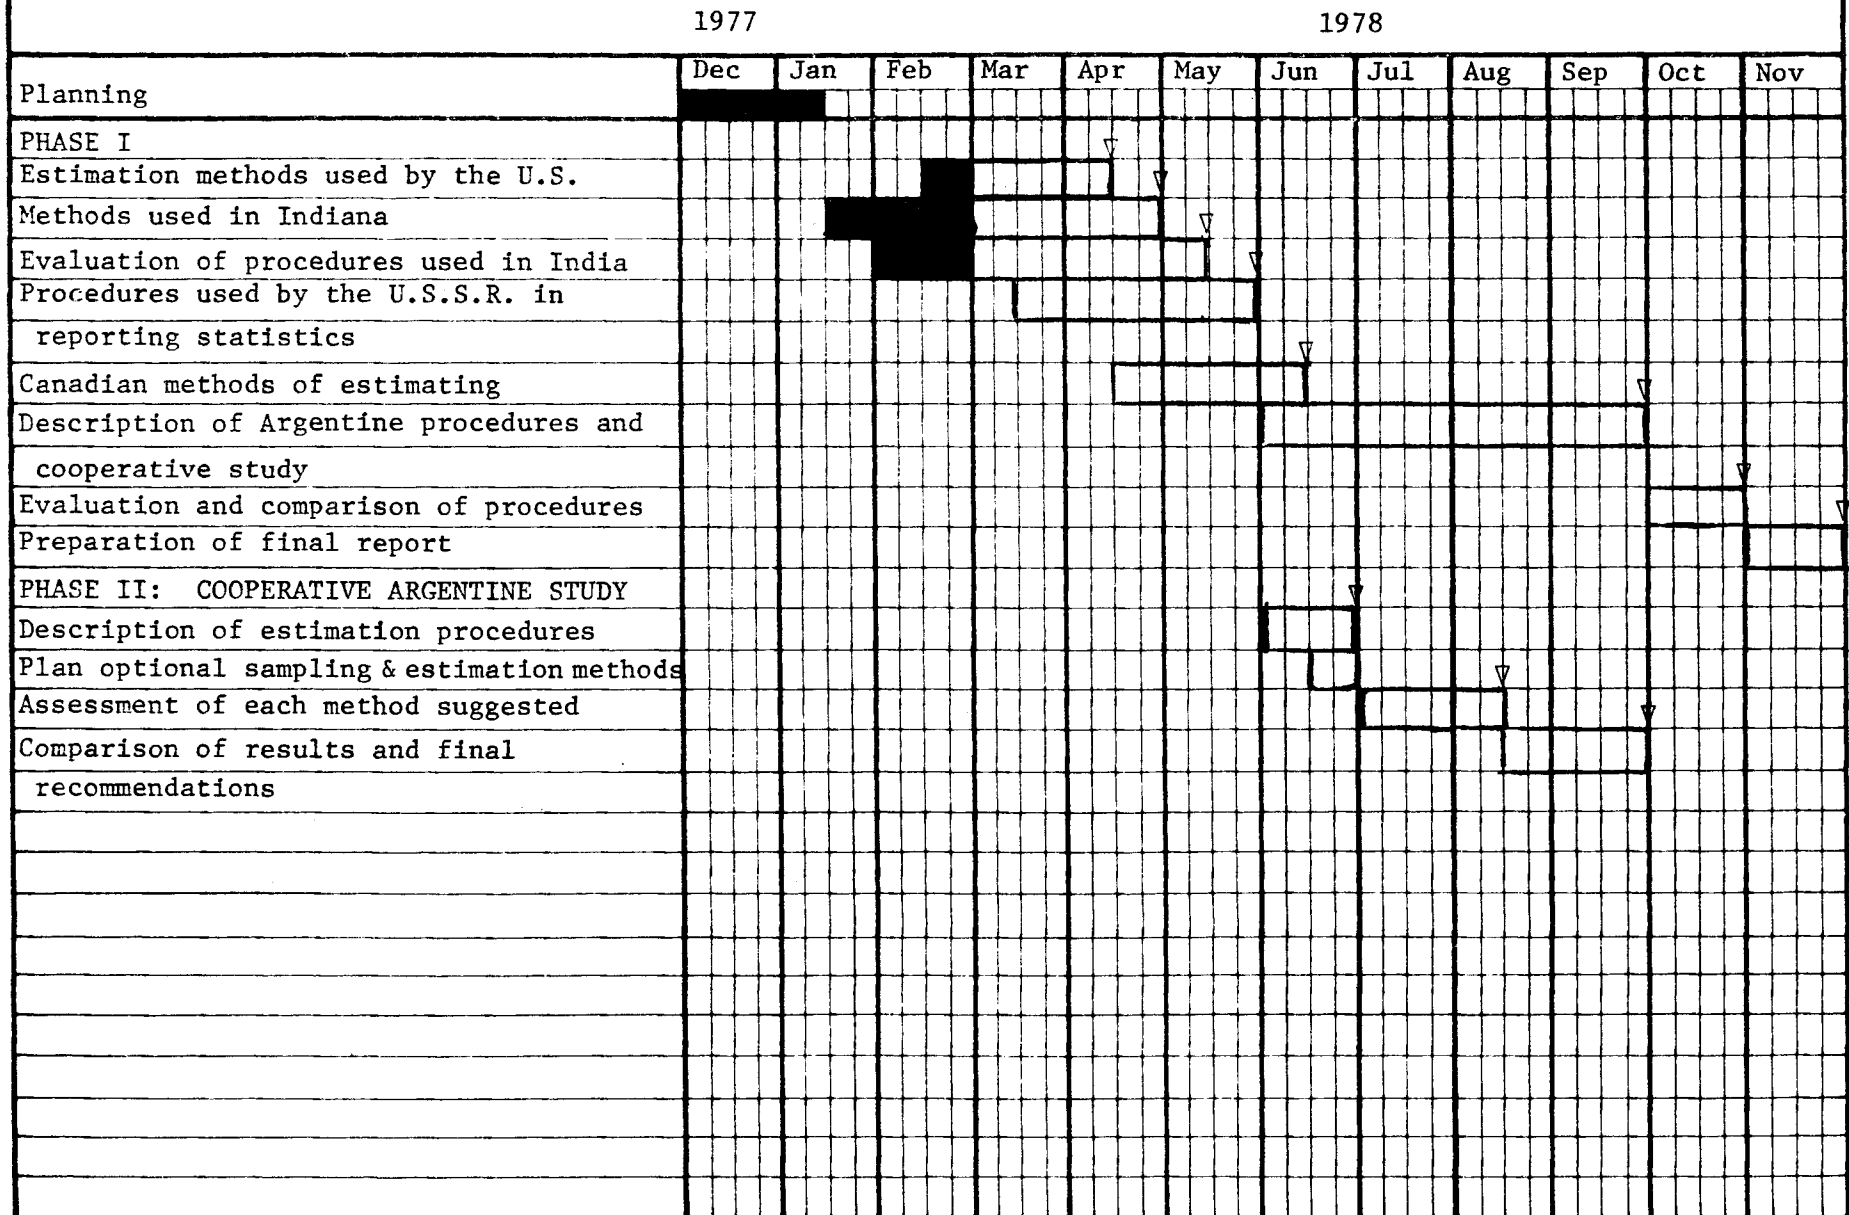 1977 1978
Dec Jan Feb Mar Apr May Jun Jul Aug Sep Oct Nov
Planning
PHASE I
Estimation methods used by the U.S.
Methods used in Indiana
Evaluation of procedures used in India
Procedures used by the U.S.S.R. in
reporting statistics
Canadian methods of estimating
Description of Argentine procedures and
cooperative study
Evaluation and comparison of procedures
Preparation of final report
PHASE II: COOPERATIVE ARGENTINE STUDY
Description of estimation procedures
Plan optional sampling & estimation methods
Assessment of each method suggested
Comparison of results and final
recommendations